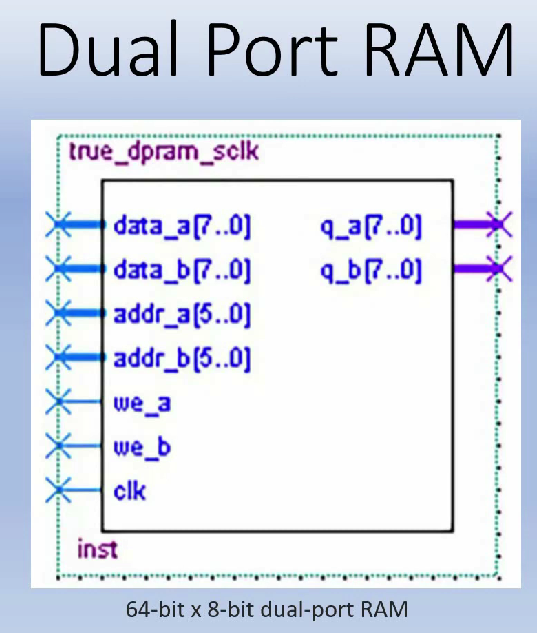 Dual Port RAM
true_dpram_sclk
data_a[7..0] q_a[7..0]
data_b[7..0] q_b[7..0]
addr_a[5..0]
addr_b[5..0]
we_a
we_b
clk
inst
64-bit x 8-bit dual-port RAM